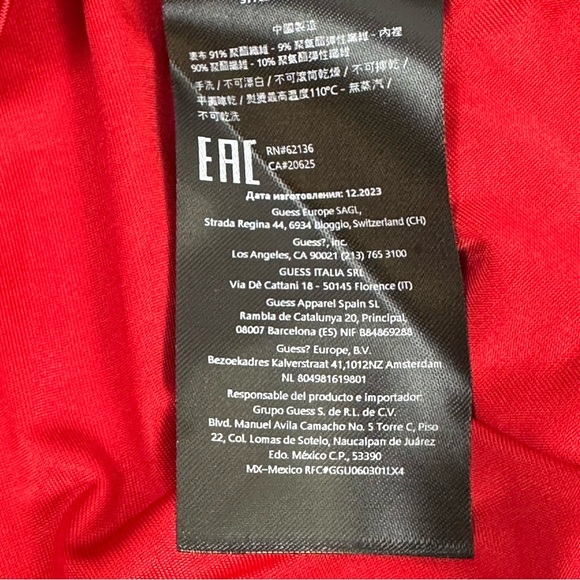 中國製造
表布 91% 聚酯纖維 - 9% 聚氨酯彈性纖維 - 內裡
90% 聚酯纖維 - 10% 聚氨酯彈性纖維
手洗 / 不可漂白 / 不可滾筒乾燥 / 不可擰乾 /
平攤晾乾 / 熨燙最高溫度110°C - 無蒸汽 /
不可乾洗
EAC
RN#62136
CA#20625
Дата изготовления: 12.2023
Guess Europe SAGL,
Strada Regina 44, 6934 Bioggio, Switzerland (CH)
Guess?, Inc.
Los Angeles, CA 90021 (213) 765 3100
GUESS ITALIA SRL
Via Dè Cattani 18 - 50145 Florence (IT)
Guess Apparel Spain SL
Rambla de Catalunya 20, Principal,
08007 Barcelona (ES) NIF B84869288
Guess? Europe, B.V.
Bezoekadres Kalverstraat 41,1012NZ Amsterdam
NL 804981619B01
Responsable del producto e importador:
Grupo Guess S. de R.L. de C.V.
Blvd. Manuel Avila Camacho No. 5 Torre C, Piso
22, Col. Lomas de Sotelo, Naucalpan de Juárez
Edo. México C.P., 53390
MX-Mexico RFC#GGU060301LX4